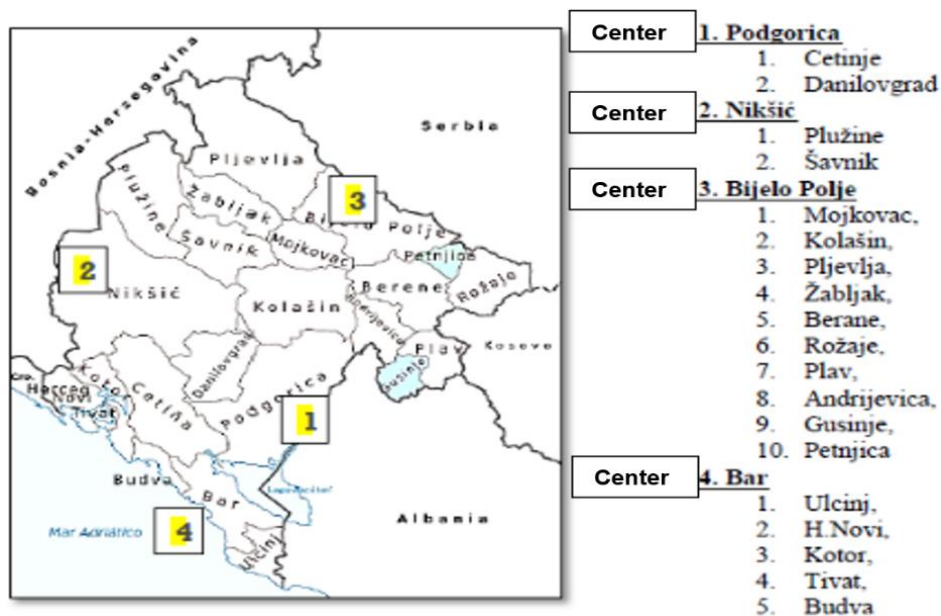 Bosnia-Herzegovina
Serbia
Pljevlja
Plužine
Žabljak
3
Bijelo Polje
Šavnik
Mojkovac
Petnjica
2
Nikšić
Berene
Rožaje
Kolašin
Andrijevica
Plav
Kosovo
Gusinje
Danilovgrad
Herceg
Novi
Kotor
Tivat
Cetiña
Podgorica
1
Budva
Bar
Albania
Mar Adriático
4
Ulcinj
Center 1. Podgorica
1. Cetinje
2. Danilovgrad
Center 2. Nikšić
1. Plužine
2. Šavnik
Center 3. Bijelo Polje
1. Mojkovac,
2. Kolašin,
3. Pljevlja,
4. Žabljak,
5. Berane,
6. Rožaje,
7. Plav,
8. Andrijevica,
9. Gusinje,
10. Petnjica
Center 4. Bar
1. Ulcinj,
2. H.Novi,
3. Kotor,
4. Tivat,
5. Budva